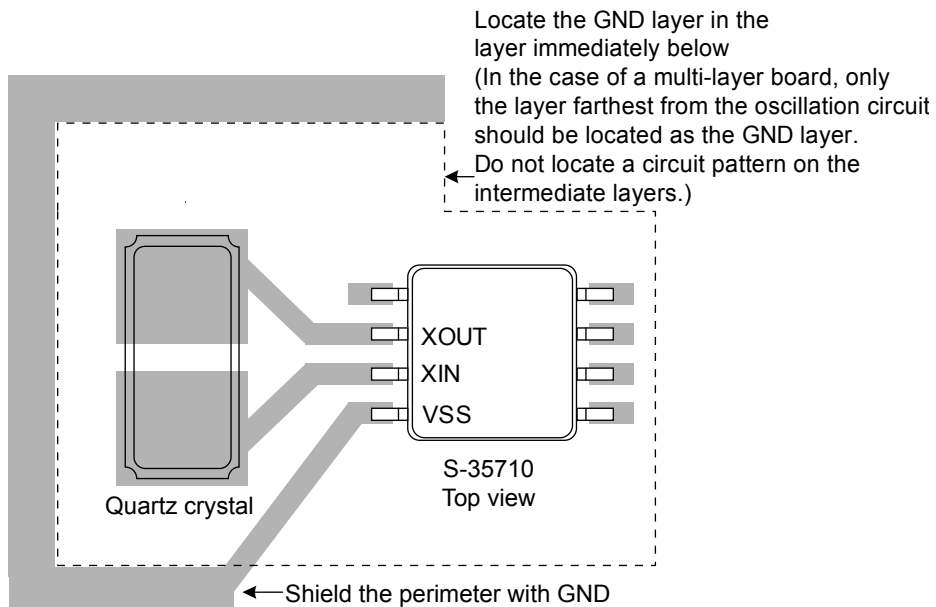 Locate the GND layer in the
layer immediately below
(In the case of a multi-layer board, only
the layer farthest from the oscillation circuit
should be located as the GND layer.
Do not locate a circuit pattern on the
intermediate layers.)
XOUT
XIN
VSS
S-35710
Top view
Quartz crystal
Shield the perimeter with GND